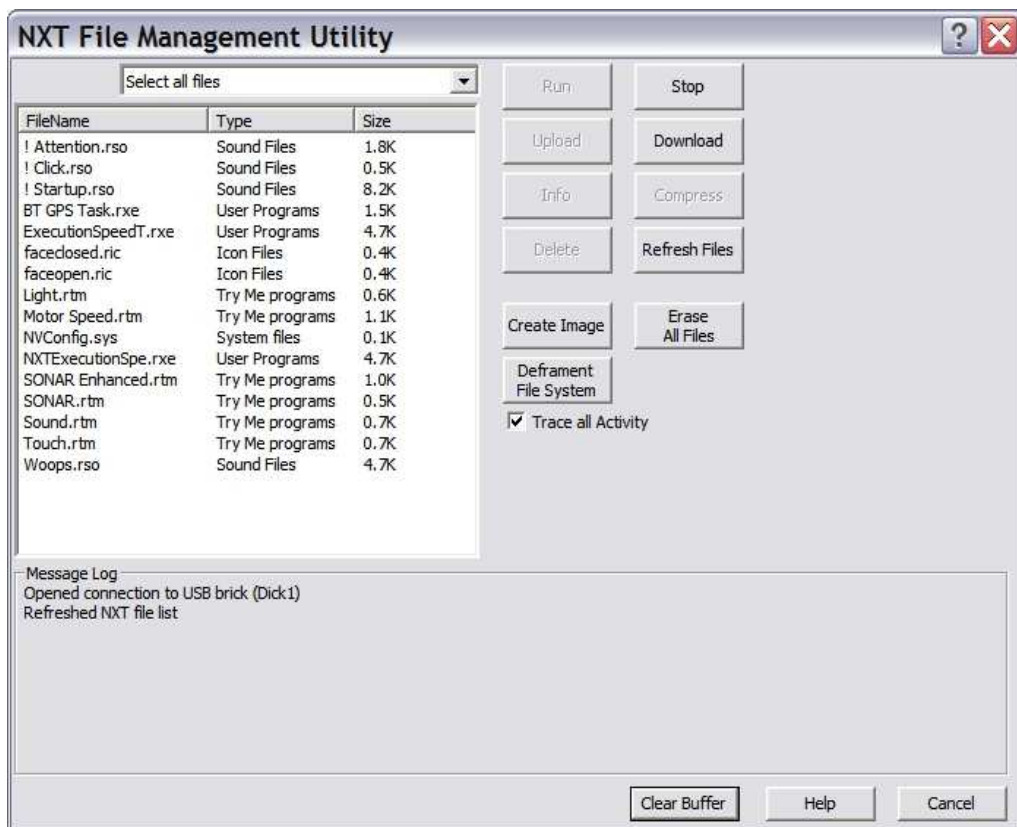 NXT File Management Utility
Select all files
FileName Type Size
! Attention.rso Sound Files 1.8K
! Click.rso Sound Files 0.5K
! Startup.rso Sound Files 8.2K
BT GPS Task.rxe User Programs 1.5K
ExecutionSpeedT.rxe User Programs 4.7K
faceclosed.ric Icon Files 0.4K
faceopen.ric Icon Files 0.4K
Light.rtm Try Me programs 0.6K
Motor Speed.rtm Try Me programs 1.1K
NVConfig.sys System files 0.1K
NXTExecutionSpe.rxe User Programs 4.7K
SONAR Enhanced.rtm Try Me programs 1.0K
SONAR.rtm Try Me programs 0.5K
Sound.rtm Try Me programs 0.7K
Touch.rtm Try Me programs 0.7K
Woops.rso Sound Files 4.7K
Run Stop
Upload Download
Info Compress
Delete Refresh Files
Create Image
Erase
All Files
Deframent
File System
Trace all Activity
Message Log
Opened connection to USB brick (Dick1)
Refreshed NXT file list
Clear Buffer Help Cancel